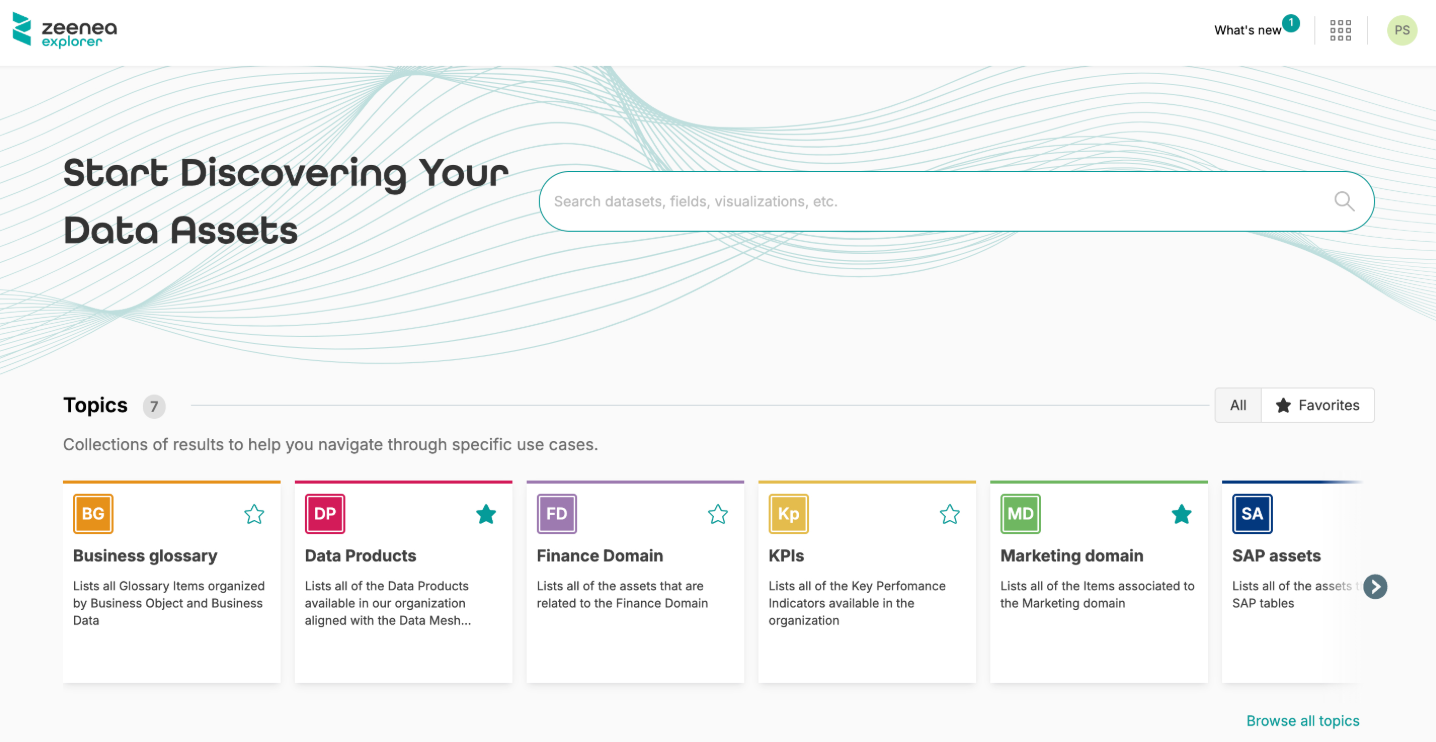 zeenea
explorer
What's new
1
PS
Start Discovering Your
Data Assets
Search datasets, fields, visualizations, etc.
Topics 7
All
Favorites
Collections of results to help you navigate through specific use cases.
BG
Business glossary
Lists all Glossary Items organized
by Business Object and Business
Data
DP
Data Products
Lists all of the Data Products
available in our organization
aligned with the Data Mesh...
FD
Finance Domain
Lists all of the assets that are
related to the Finance Domain
Kp
KPIs
Lists all of the Key Perfomance
Indicators available in the
organization
MD
Marketing domain
Lists all of the Items associated to
the Marketing domain
SA
SAP assets
Lists all of the assets
SAP tables
Browse all topics